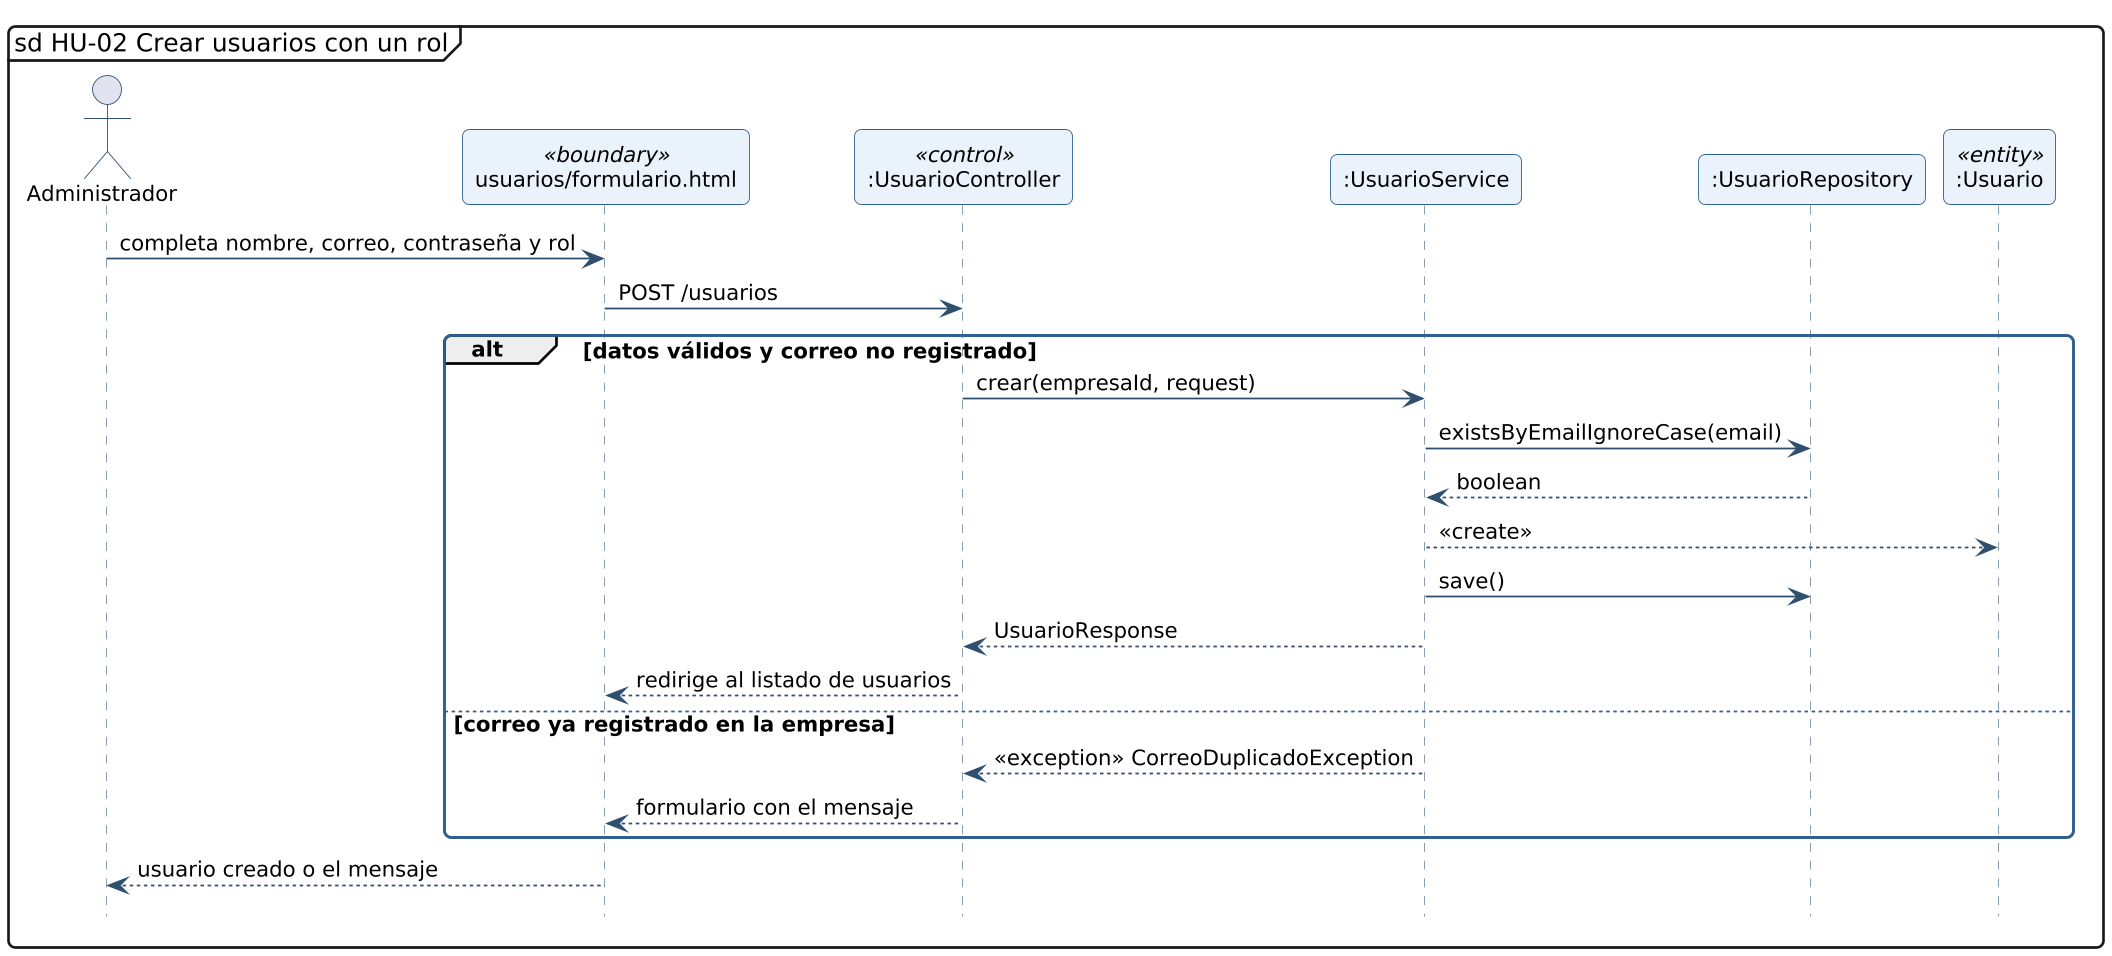 sd HU-02 Crear usuarios con un rol
Administrador
«boundary»
usuarios/formulario.html
«control»
:UsuarioController
:UsuarioService
:UsuarioRepository
«entity»
:Usuario
completa nombre, correo, contraseña y rol
POST /usuarios
alt [datos válidos y correo no registrado]
crear(empresaId, request)
existsByEmailIgnoreCase(email)
boolean
«create»
save()
UsuarioResponse
redirige al listado de usuarios
[correo ya registrado en la empresa]
«exception» CorreoDuplicadoException
formulario con el mensaje
usuario creado o el mensaje